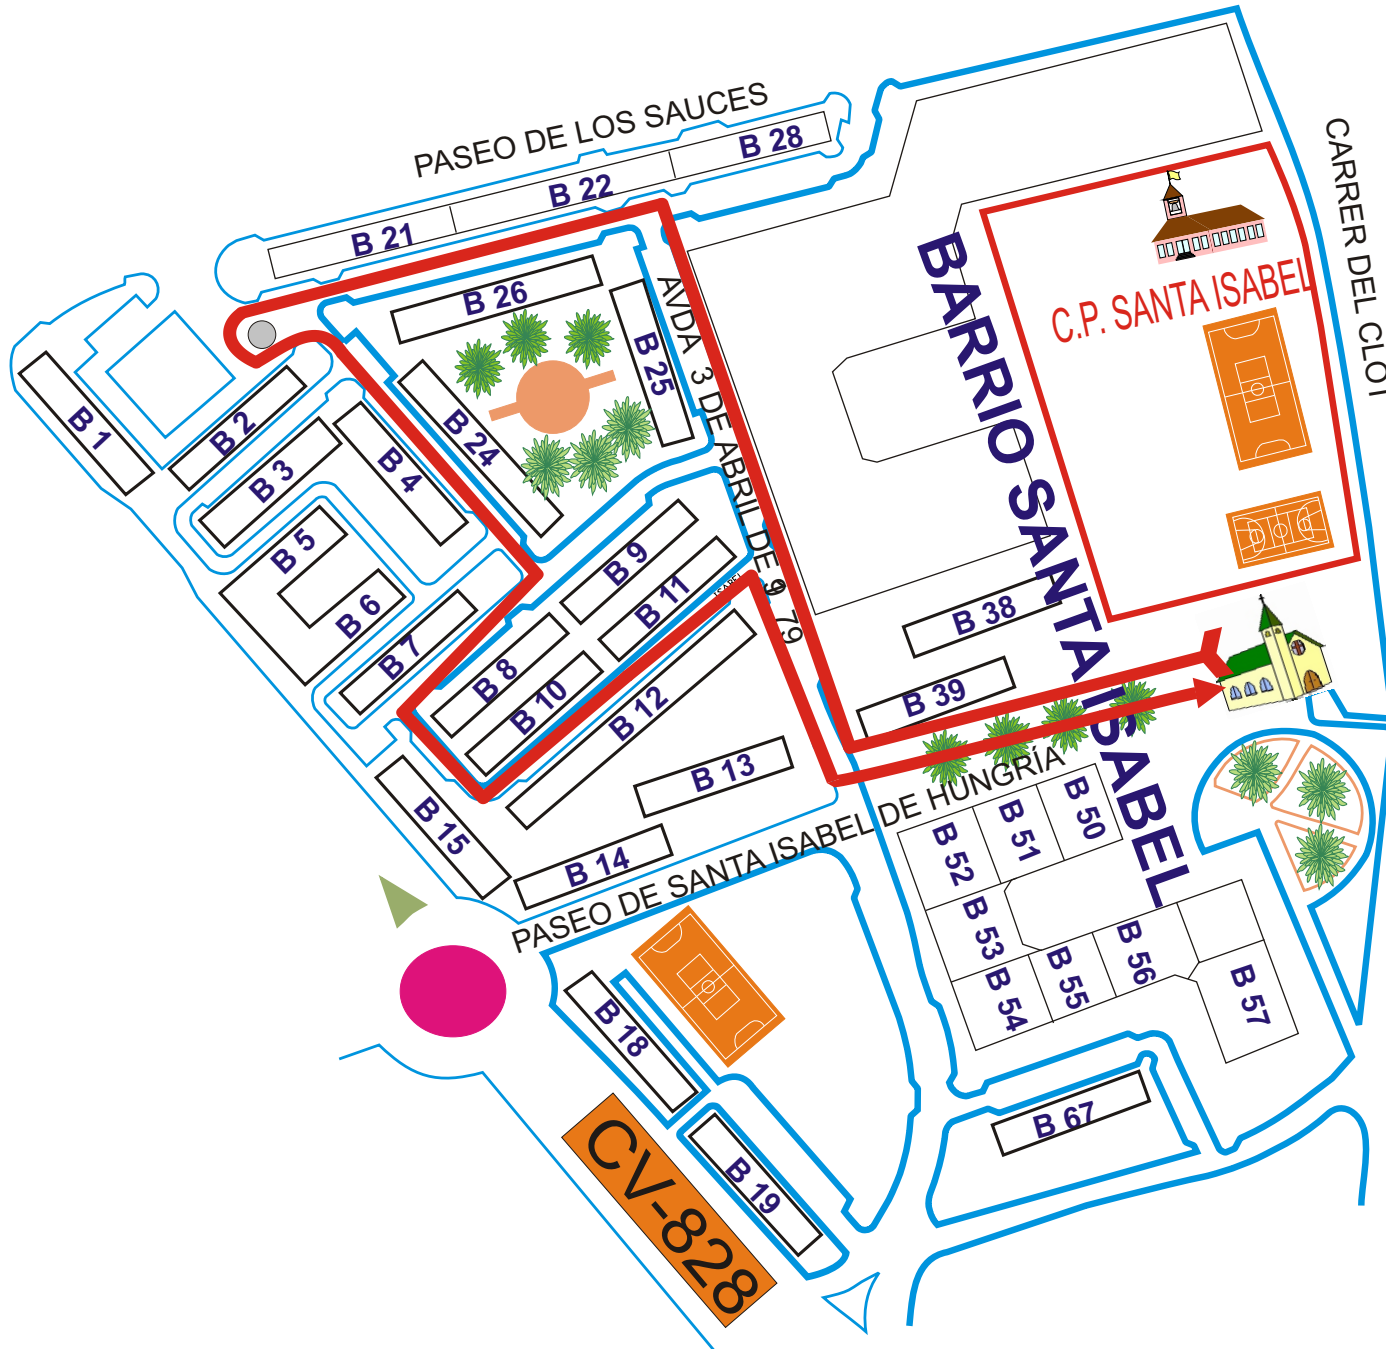 PASEO DE LOS SAUCES
B 28
B 22
B 21
CARRER DEL CLOT
B 26
B 25
AVDA 3 DE ABRIL DE 9 79
BARRIO SANTA ISABEL
C.P. SANTA ISABEL
B 1
B 2
B 3
B 4
B 24
B 5
B 6
B 7
B 9
B 11
ISABEL
B 8
B 10
B 12
B 38
B 39
B 13
B 14
B 15
PASEO DE SANTA ISABEL DE HUNGRÍA
B 50
B 51
B 52
B 53
B 54
B 55
B 56
B 57
B 18
B 19
B 67
CV-828